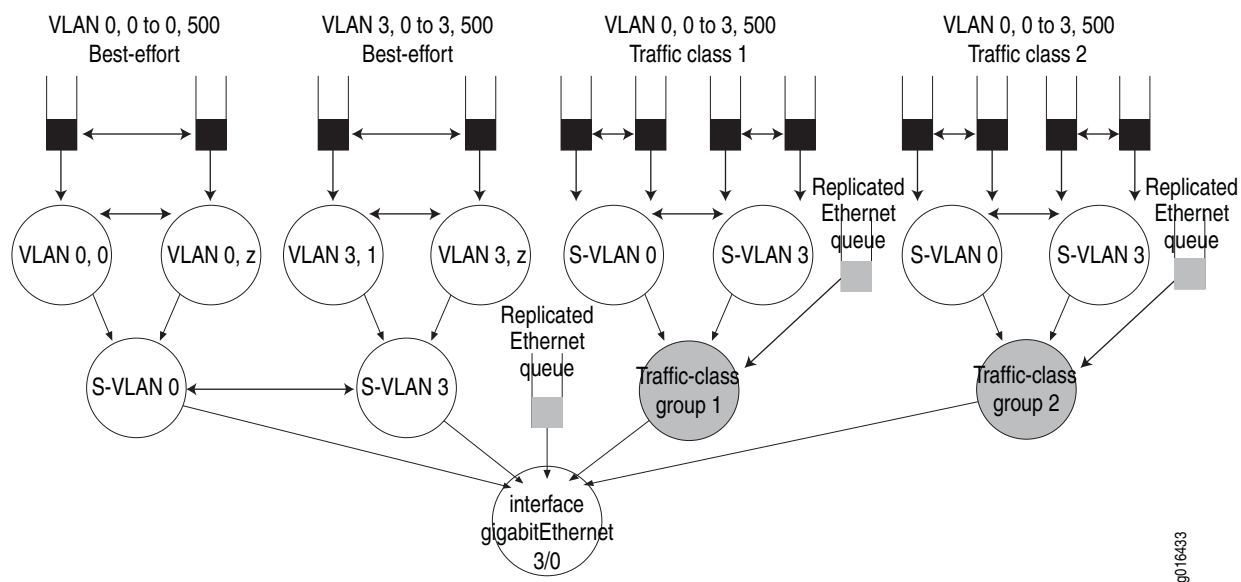 VLAN 0, 0 to 0, 500
Best-effort
VLAN 3, 0 to 3, 500
Best-effort
VLAN 0, 0 to 3, 500
Traffic class 1
VLAN 0, 0 to 3, 500
Traffic class 2
Replicated
Ethernet
queue
Replicated
Ethernet
queue
VLAN 0, 0
VLAN 0, z
VLAN 3, 1
VLAN 3, z
S-VLAN 0
S-VLAN 3
S-VLAN 0
S-VLAN 3
Replicated
Ethernet
queue
S-VLAN 0
S-VLAN 3
Traffic-class
group 1
Traffic-class
group 2
interface
gigabitEthernet
3/0
g016433